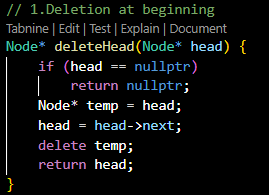 // 1.Deletion at beginning
Tabnine | Edit | Test | Explain | Document
Node* deleteHead(Node* head) {
    if (head == nullptr)
        return nullptr;
    Node* temp = head;
    head = head->next;
    delete temp;
    return head;
}